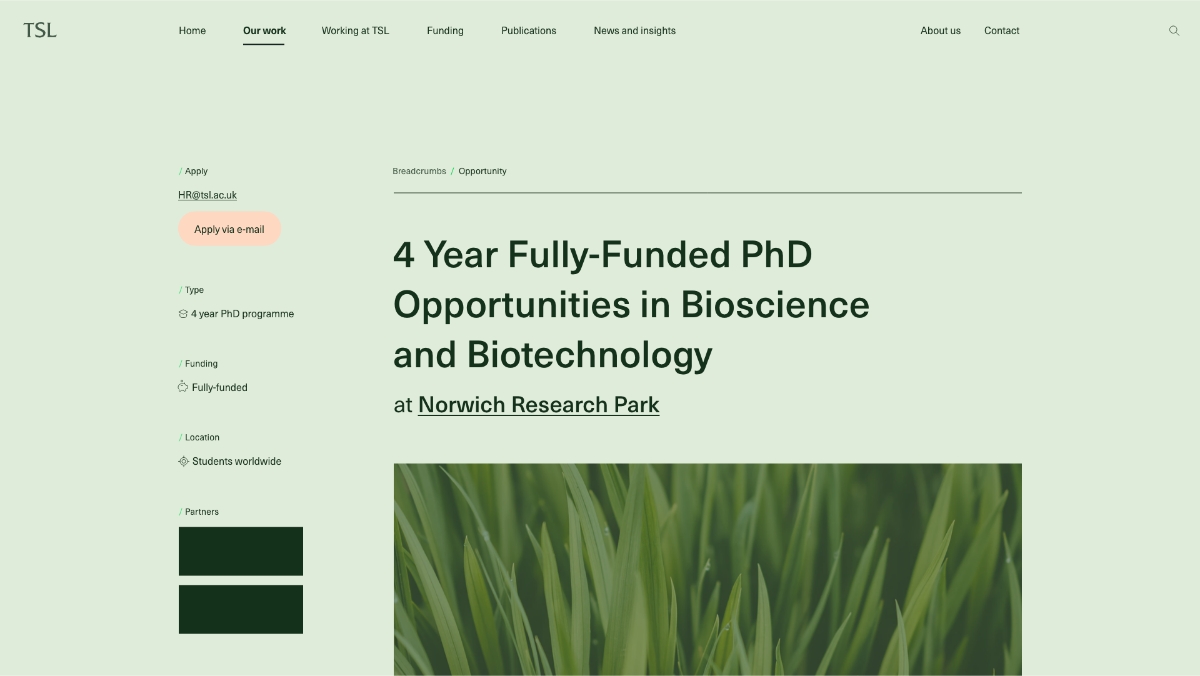 TSL
Home
Our work
Working at TSL
Funding
Publications
News and insights
About us
Contact
/ Apply
HR@tsl.ac.uk
Apply via e-mail
/ Type
4 year PhD programme
/ Funding
Fully-funded
/ Location
Students worldwide
/ Partners
Breadcrumbs / Opportunity
4 Year Fully-Funded PhD
Opportunities in Bioscience
and Biotechnology
at Norwich Research Park